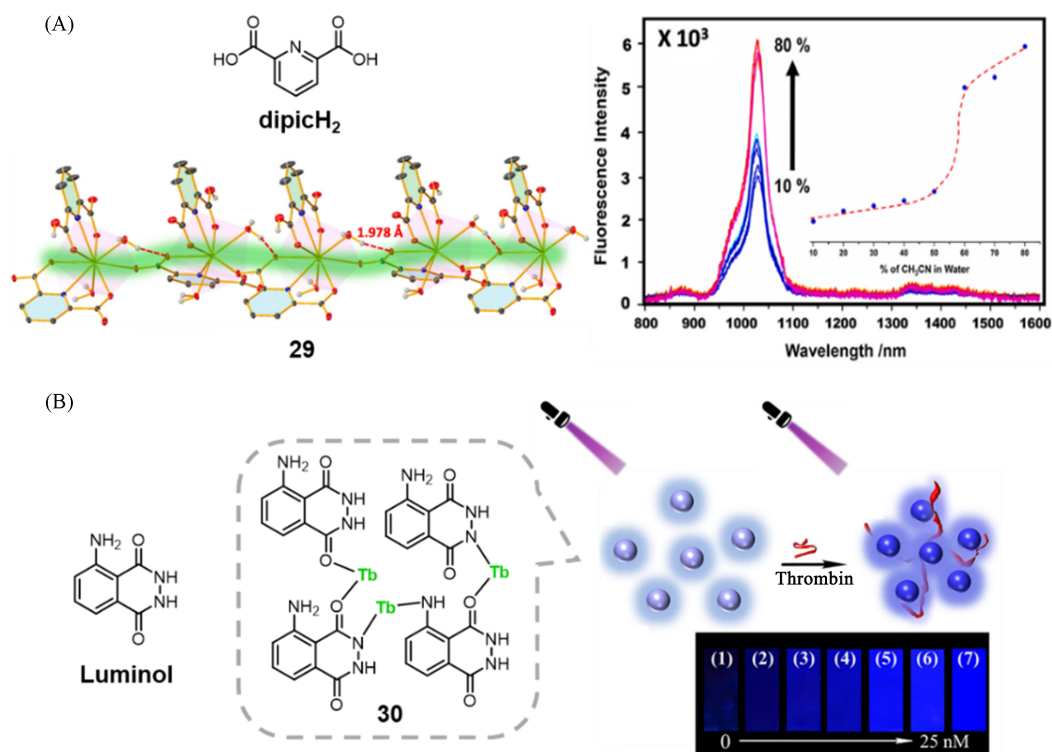 (A)
O
N
O
HO
OH
dipicH2
1.978 Å
29
X 10³
80 %
10 %
6
5
4
3
2
1
0
Fluorescence Intensity
10 20 30 40 50 60 70 80
% of CH3CN in Water
800 900 1000 1100 1200 1300 1400 1500 1600
Wavelength /nm
(B)
NH2
O
NH
NH
O
Luminol
NH2
O
NH
NH
O
Tb
O
NH2
N
NH
O
Tb
NH2
O
NH
N
O
Tb
O
NH
NH
NH
O
30
Thrombin
(1) (2) (3) (4) (5) (6) (7)
0
25 nM